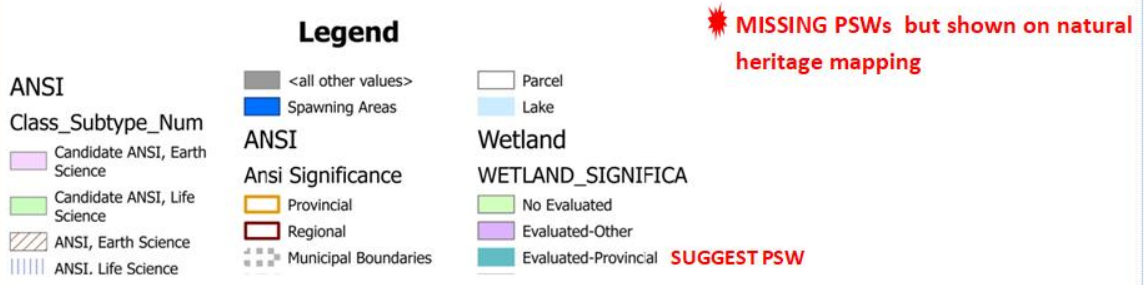 Legend
MISSING PSWs but shown on natural
heritage mapping
ANSI
Class_Subtype_Num
Candidate ANSI, Earth
Science
Candidate ANSI, Life
Science
ANSI, Earth Science
ANSI, Life Science
<all other values>
Spawning Areas
ANSI
Ansi Significance
Provincial
Regional
Municipal Boundaries
Parcel
Lake
Wetland
WETLAND_SIGNIFICA
No Evaluated
Evaluated-Other
Evaluated-Provincial SUGGEST PSW